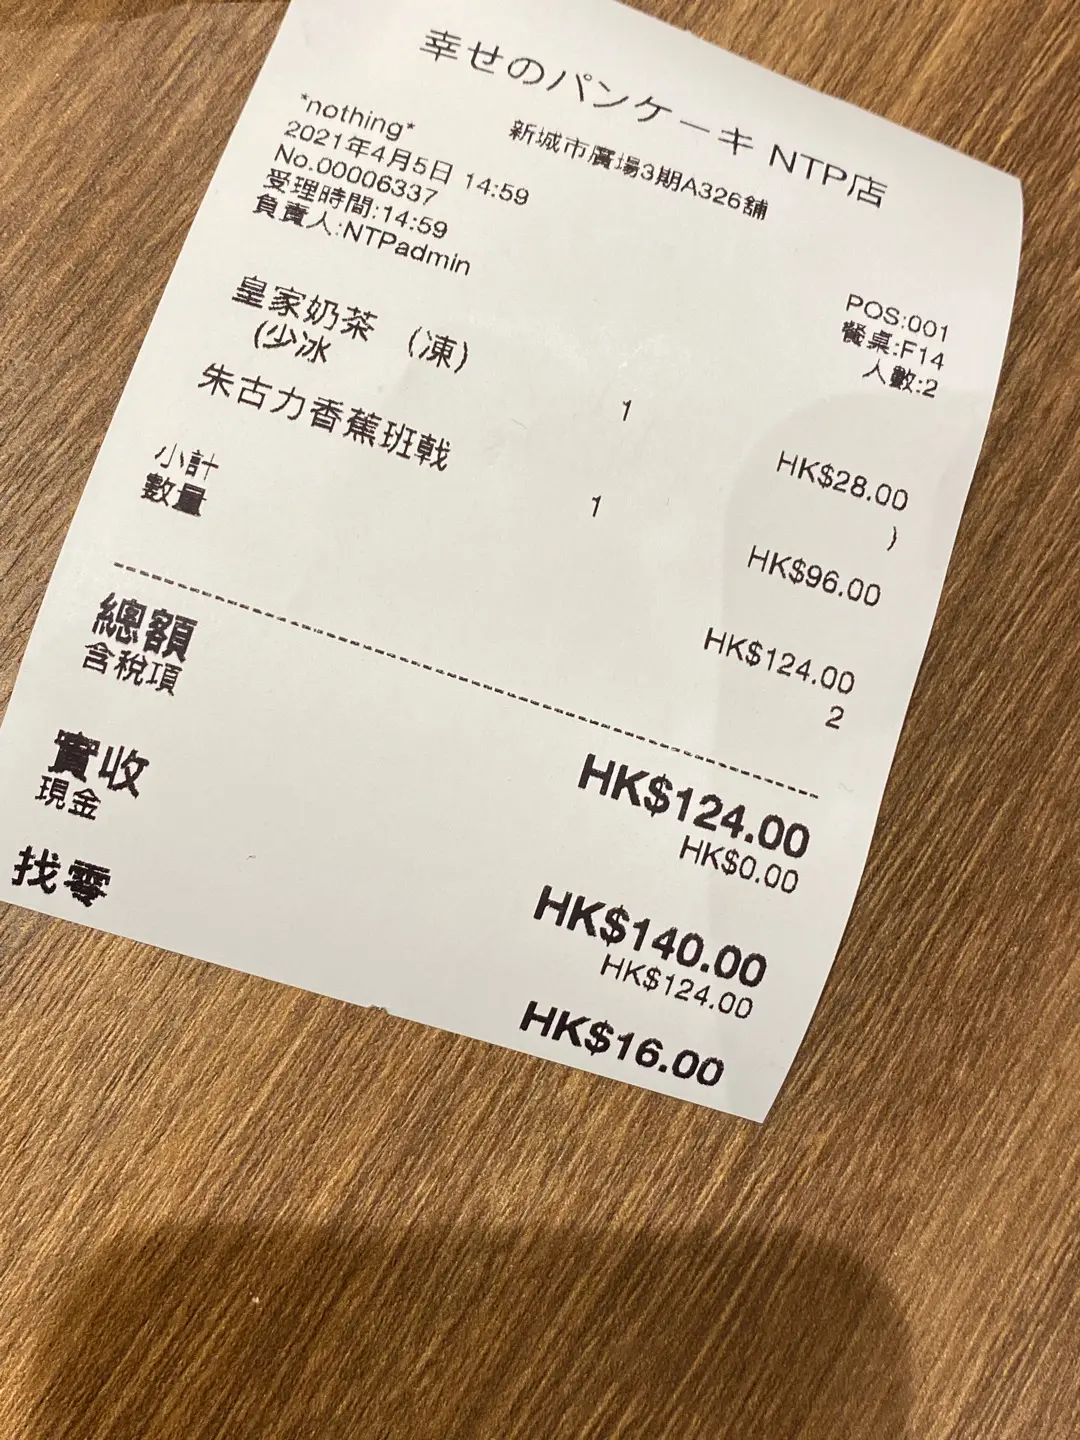 幸せのパンケーキ NTP店
新城市廣場3期A326舖
*nothing*
2021年4月5日 14:59
No.00006337
受理時間:14:59
負責人:NTPadmin
POS:001
餐桌:F14
人數:2
皇家奶茶 （凍）
1 HK$28.00
(少冰 )
朱古力香蕉班戟
1 HK$96.00
小計 HK$124.00
數量 2
總額 HK$124.00
含稅項 HK$0.00
實收 HK$140.00
現金 HK$124.00
找零 HK$16.00